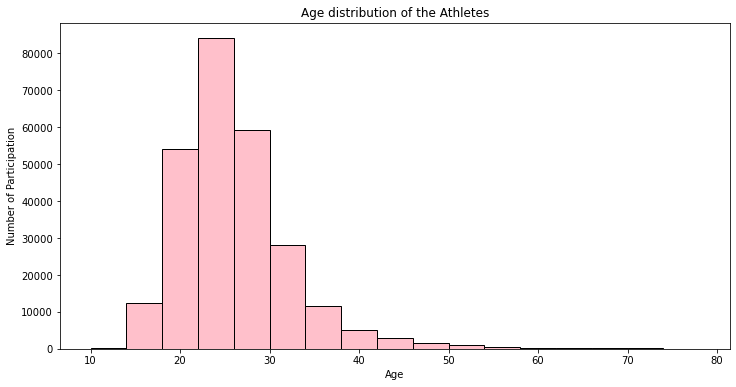 Age distribution of the Athletes
Number of Participation
80000
70000
60000
50000
40000
30000
20000
10000
0
10 20 30 40 50 60 70 80
Age